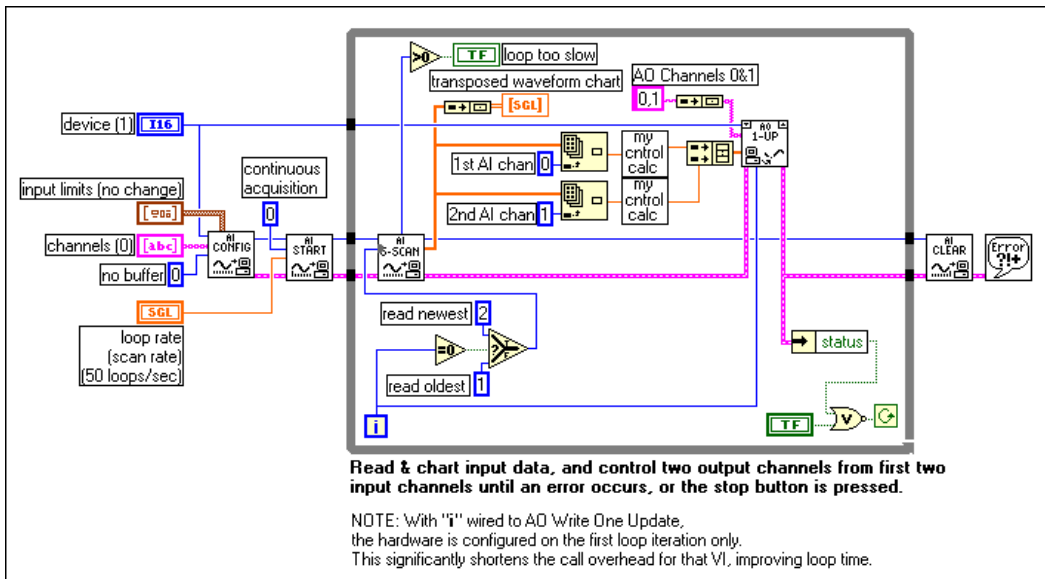 >0
TF
loop too slow
transposed waveform chart
[SGL]
AO Channels 0&1
0,1
AO
1-UP
device (1)
I16
1st AI chan
0
my
cntrol
calc
continuous
acquisition
0
input limits (no change)
2nd AI chan
1
my
cntrol
calc
channels (0)
[abc]
AI
CONFIG
AI
START
AI
S-SCAN
AI
CLEAR
Error
?!+
no buffer
0
SGL
loop rate
(scan rate)
(50 loops/sec)
read newest
2
=0
?
T
F
read oldest
1
status
i
TF
V
Read & chart input data, and control two output channels from first two
input channels until an error occurs, or the stop button is pressed.
NOTE: With "i" wired to AO Write One Update,
the hardware is configured on the first loop iteration only.
This significantly shortens the call overhead for that VI, improving loop time.